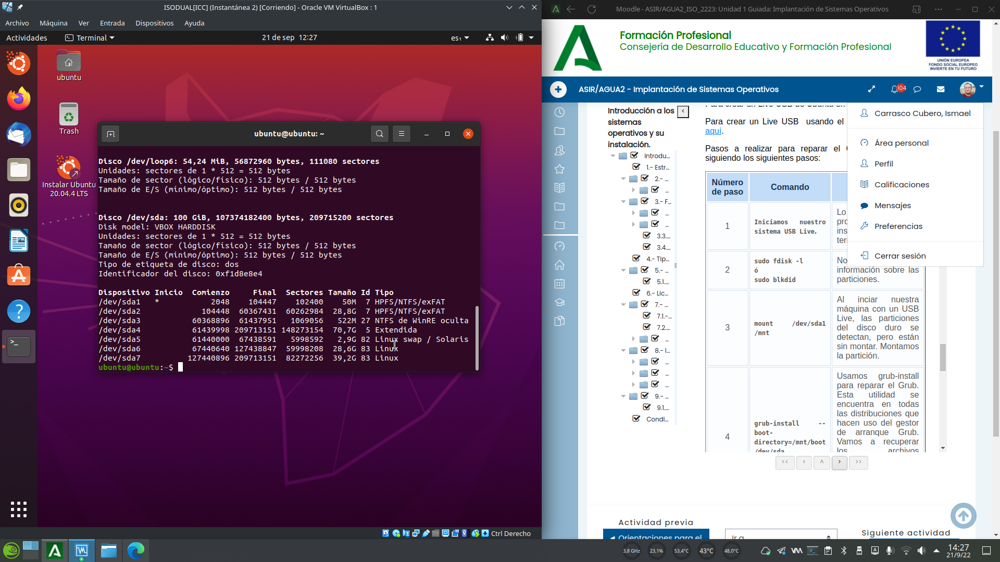 ISODUAL[ICC] (Instantánea 2) [Corriendo] - Oracle VM VirtualBox : 1
Archivo Máquina Ver Entrada Dispositivos Ayuda
Actividades Terminal 21 de sep 12:27 es₁
ubuntu
Trash
Instalar Ubuntu
20.04.4 LTS
ubuntu@ubuntu: ~
Disco /dev/loop6: 54,24 MiB, 56872960 bytes, 111080 sectores
Unidades: sectores de 1 * 512 = 512 bytes
Tamaño de sector (lógico/físico): 512 bytes / 512 bytes
Tamaño de E/S (mínimo/óptimo): 512 bytes / 512 bytes
Disco /dev/sda: 100 GiB, 107374182400 bytes, 209715200 sectores
Disk model: VBOX HARDDISK
Unidades: sectores de 1 * 512 = 512 bytes
Tamaño de sector (lógico/físico): 512 bytes / 512 bytes
Tamaño de E/S (mínimo/óptimo): 512 bytes / 512 bytes
Tipo de etiqueta de disco: dos
Identificador del disco: 0xf1d8e8e4
Dispositivo Inicio Comienzo Final Sectores Tamaño Id Tipo
/dev/sda1 * 2048 104447 102400 50M 7 HPFS/NTFS/exFAT
/dev/sda2 104448 60367431 60262984 28,8G 7 HPFS/NTFS/exFAT
/dev/sda3 60368896 61437951 1069056 522M 27 NTFS de WinRE oculta
/dev/sda4 61439998 209713151 148273154 70,7G 5 Extendida
/dev/sda5 61440000 67438591 5998592 2,9G 82 Linux swap / Solaris
/dev/sda6 67440640 127438847 59998208 28,6G 83 Linux
/dev/sda7 127440896 209713151 82272256 39,2G 83 Linux
ubuntu@ubuntu:~$
Ctrl Derecho
Moodle - ASIR/AGUA2_ISO_2223: Unidad 1 Guiada: Implantación de Sistemas Operativos
Formación Profesional
Consejería de Desarrollo Educativo y Formación Profesional
UNIÓN EUROPEA
FONDO SOCIAL EUROPEO
INVIERTE EN TU FUTURO
ASIR/AGUA2 - Implantación de Sistemas Operativos
104
Introducción a los
sistemas
operativos y su
instalación.
Introdu...
1.- Estr...
2.- ...
...
3.- F...
...
...
3.3....
3.4....
4.- Tip...
5.- ...
5.1....
6.- Lic...
7.- ...
7.1.-...
7.2...
...
8.- I...
...
...
...
9.- ...
9.1....
Condi...
Para crear un Live USB de Ubuntu en
Para crear un Live USB usando el
aquí.
Pasos a realizar para reparar el
siguiendo los siguientes pasos:
Número
de paso
Comando
1
Iniciamos nuestro
sistema USB Live.
Lo
pro
ins
ter
2
sudo fdisk -l
ó
sudo blkdid
No
información sobre las
particiones.
3
mount /dev/sda1
/mnt
Al inciar nuestra
máquina con un USB
Live, las particiones
del disco duro se
detectan, pero están
sin montar. Montamos
la partición.
4
grub-install --
boot-
directory=/mnt/boot
/dev/sda
Usamos grub-install
para reparar el Grub.
Esta utilidad se
encuentra en todas
las distribuciones que
hacen uso del gestor
de arranque Grub.
Vamos a recuperar
los archivos
Carrasco Cubero, Ismael
Área personal
Perfil
Calificaciones
Mensajes
Preferencias
Cerrar sesión
Actividad previa
◄ Orientaciones para el
Ir a
Siguiente actividad
3,8 GHz 23,1% 53,4°C 43°C 48,0°C
14:27
21/9/22